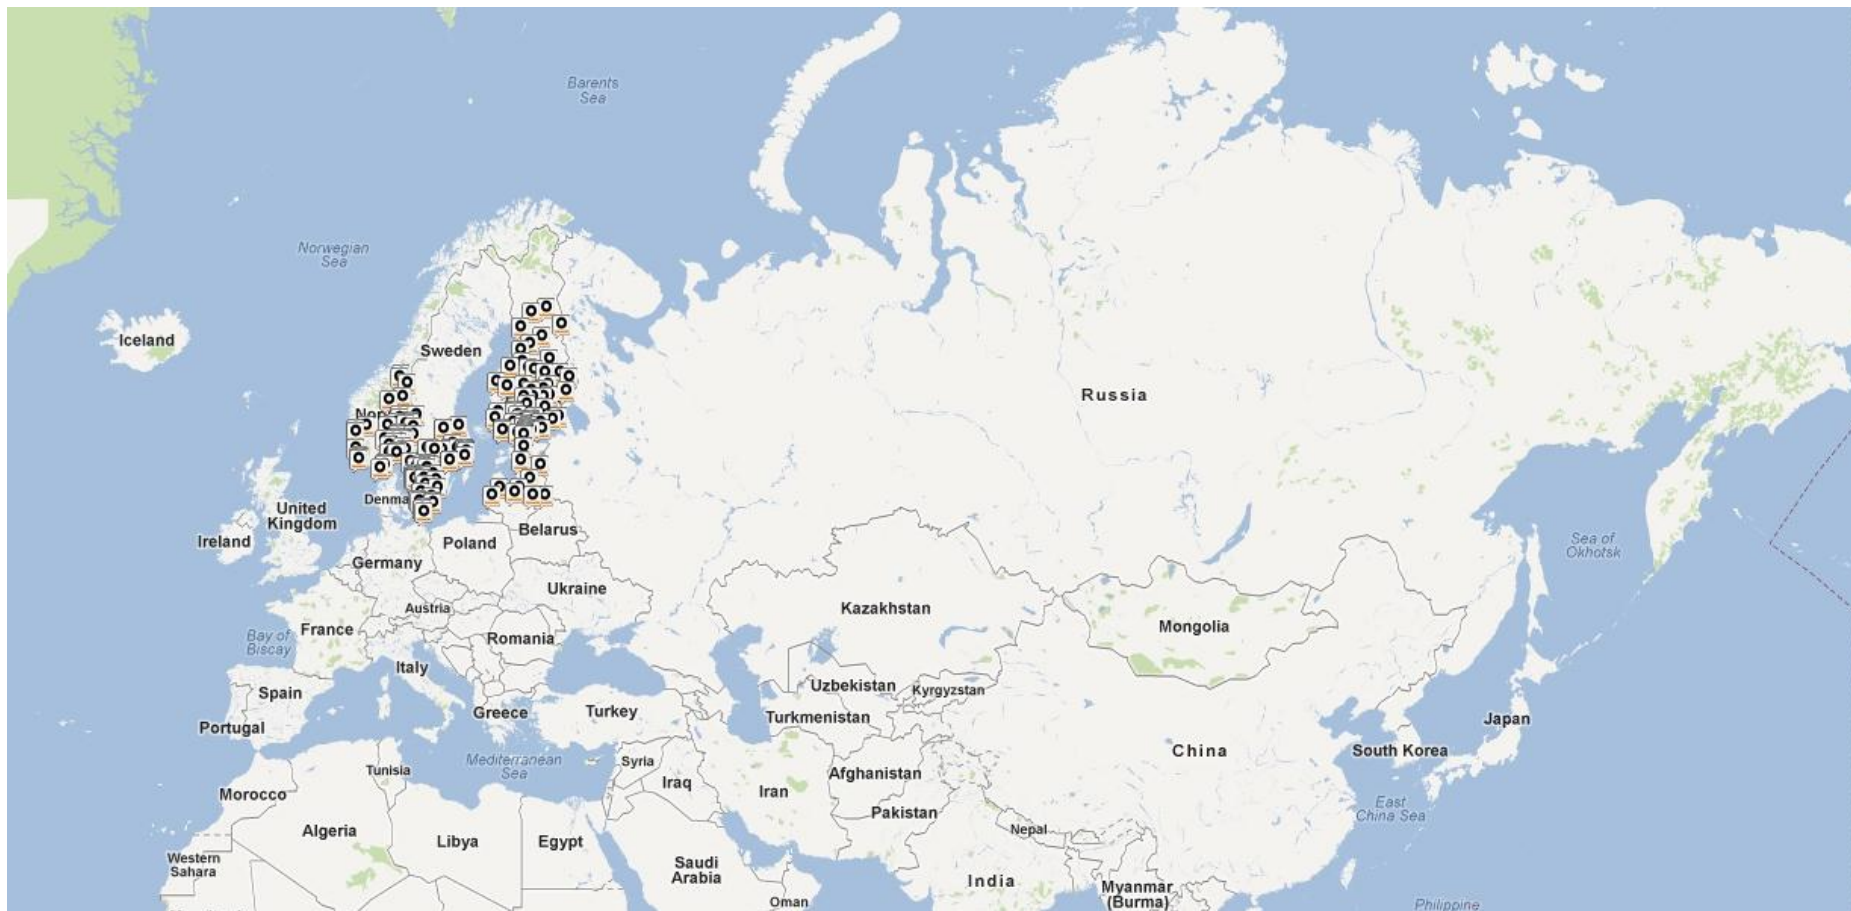 Barents
Sea
Norwegian
Sea
Iceland
Sweden
Russia
Nor
Denma
United
Kingdom
Ireland
Belarus
Poland
Germany
Sea of
Okhotsk
Ukraine
Austria
Kazakhstan
Mongolia
France
Bay of
Biscay
Romania
Italy
Uzbekistan
Kyrgyzstan
Spain
Greece
Turkey
Turkmenistan
Portugal
Japan
China
South Korea
Mediterranean
Sea
Tunisia
Syria
Iraq
Afghanistan
Iran
Morocco
Pakistan
East
China Sea
Algeria
Libya
Egypt
Nepal
Western
Sahara
Saudi
Arabia
India
Myanmar
(Burma)
Oman
Philippine